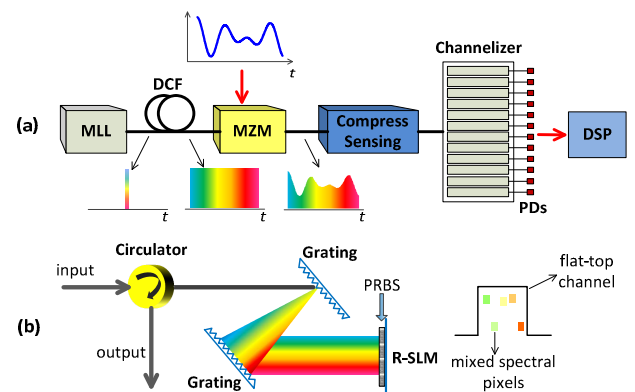 t
Channelizer
DCF
(a)
MLL
MZM
Compress
Sensing
DSP
t
t
t
PDs
Circulator
Grating
flat-top
channel
input
PRBS
(b)
R-SLM
output
mixed spectral
pixels
Grating